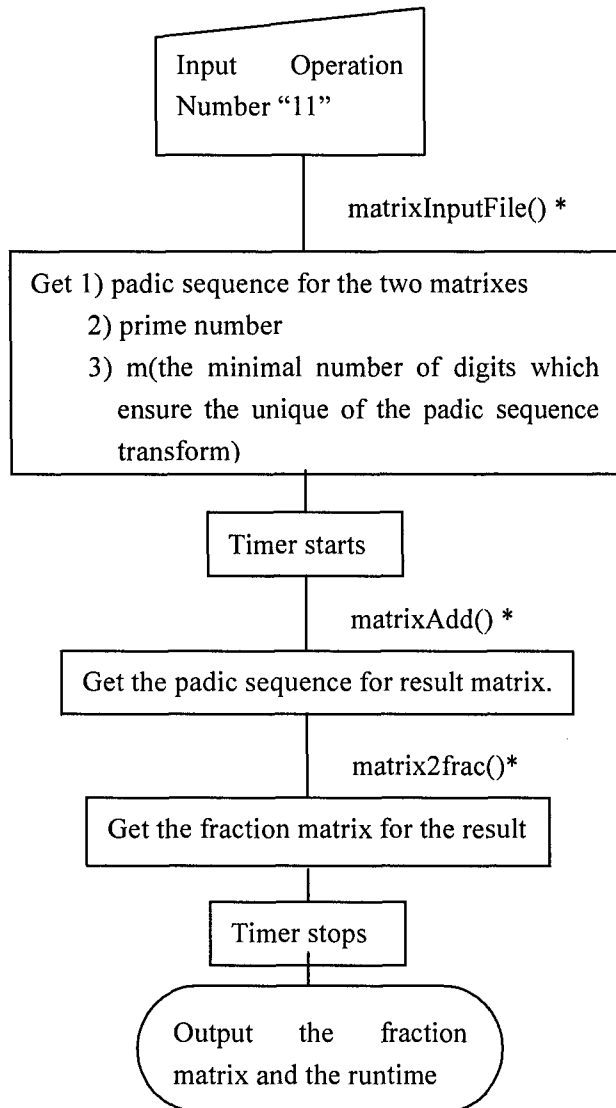 Input Operation
Number “11”
matrixInputFile() *
Get 1) padic sequence for the two matrixes
2) prime number
3) m(the minimal number of digits which
ensure the unique of the padic sequence
transform)
Timer starts
matrixAdd() *
Get the padic sequence for result matrix.
matrix2frac()*
Get the fraction matrix for the result
Timer stops
Output the fraction
matrix and the runtime